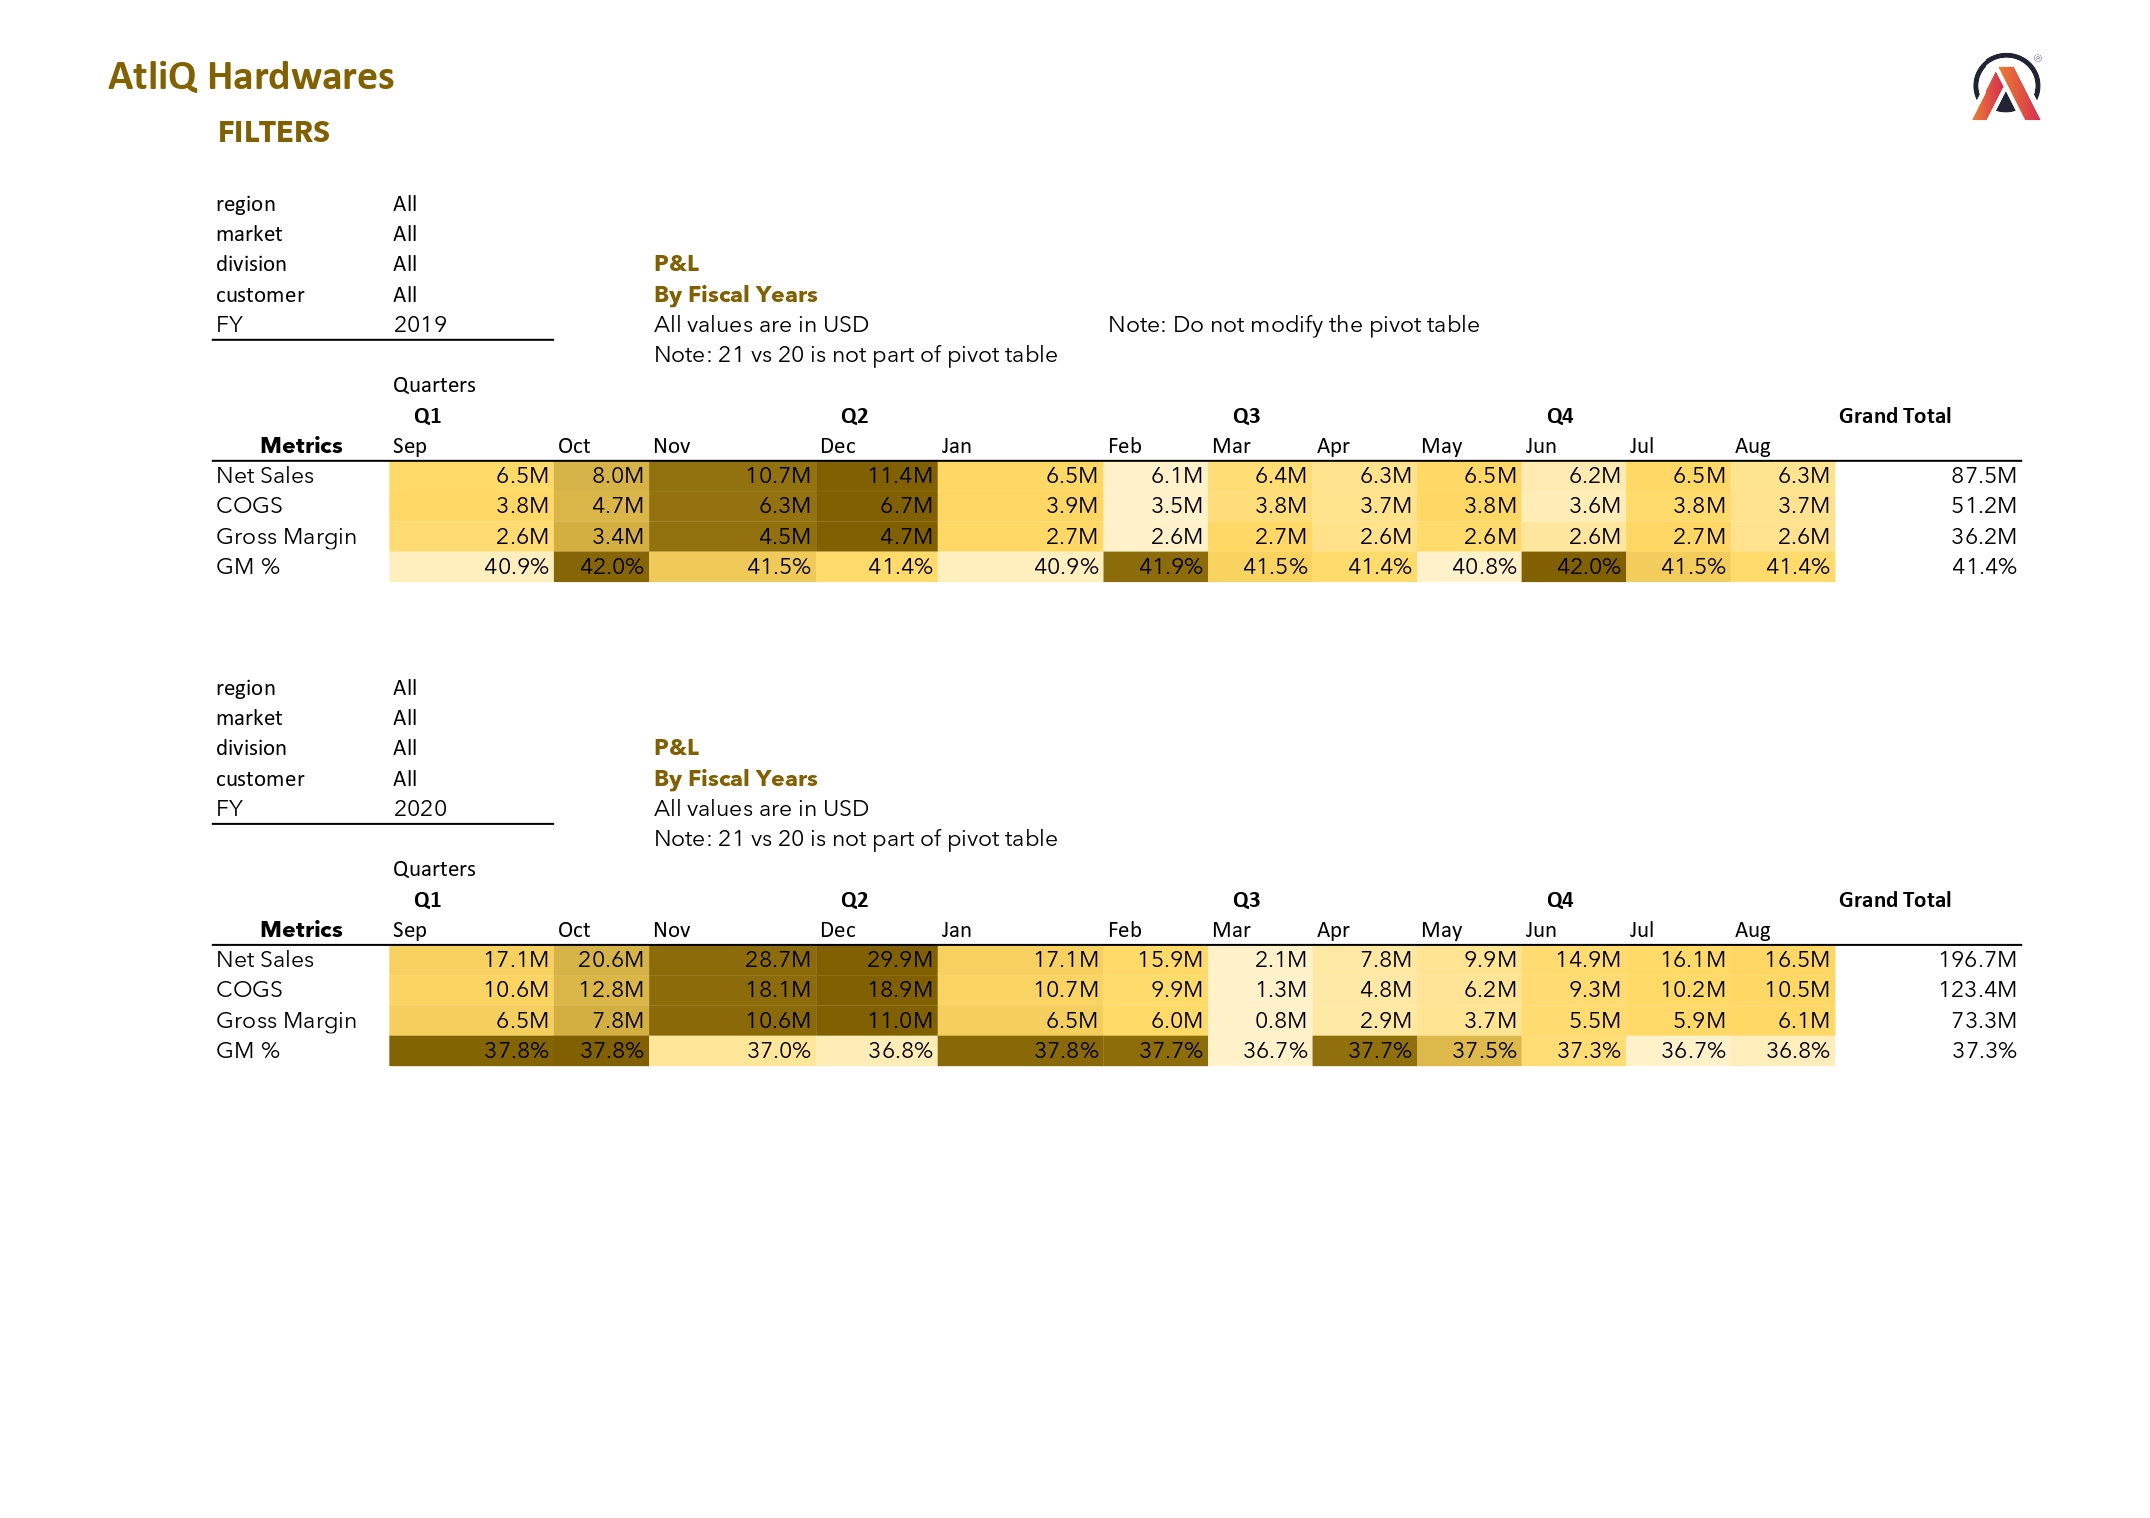 AtliQ Hardwares
®
FILTERS
region All
market All
division All P&L
customer All By Fiscal Years
FY 2019 All values are in USD Note: Do not modify the pivot table
Note: 21 vs 20 is not part of pivot table
Quarters
Q1 Q2 Q3 Q4 Grand Total
Metrics Sep Oct Nov Dec Jan Feb Mar Apr May Jun Jul Aug
Net Sales 6.5M 8.0M 10.7M 11.4M 6.5M 6.1M 6.4M 6.3M 6.5M 6.2M 6.5M 6.3M 87.5M
COGS 3.8M 4.7M 6.3M 6.7M 3.9M 3.5M 3.8M 3.7M 3.8M 3.6M 3.8M 3.7M 51.2M
Gross Margin 2.6M 3.4M 4.5M 4.7M 2.7M 2.6M 2.7M 2.6M 2.6M 2.6M 2.7M 2.6M 36.2M
GM % 40.9% 42.0% 41.5% 41.4% 40.9% 41.9% 41.5% 41.4% 40.8% 42.0% 41.5% 41.4% 41.4%
region All
market All
division All P&L
customer All By Fiscal Years
FY 2020 All values are in USD
Note: 21 vs 20 is not part of pivot table
Quarters
Q1 Q2 Q3 Q4 Grand Total
Metrics Sep Oct Nov Dec Jan Feb Mar Apr May Jun Jul Aug
Net Sales 17.1M 20.6M 28.7M 29.9M 17.1M 15.9M 2.1M 7.8M 9.9M 14.9M 16.1M 16.5M 196.7M
COGS 10.6M 12.8M 18.1M 18.9M 10.7M 9.9M 1.3M 4.8M 6.2M 9.3M 10.2M 10.5M 123.4M
Gross Margin 6.5M 7.8M 10.6M 11.0M 6.5M 6.0M 0.8M 2.9M 3.7M 5.5M 5.9M 6.1M 73.3M
GM % 37.8% 37.8% 37.0% 36.8% 37.8% 37.7% 36.7% 37.7% 37.5% 37.3% 36.7% 36.8% 37.3%